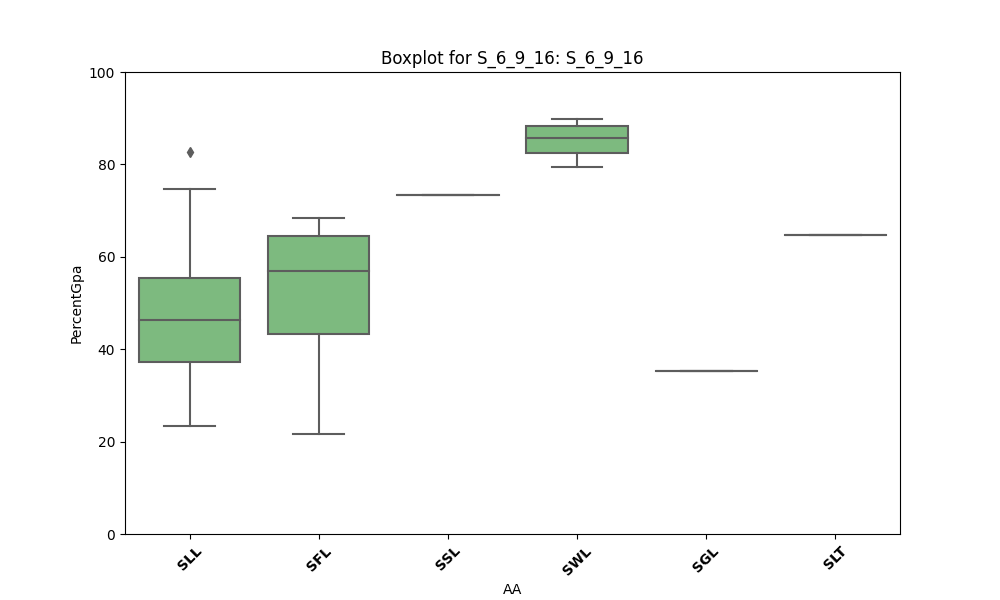 Boxplot for S_6_9_16: S_6_9_16
100
80
60
40
20
0
PercentGpa
SLL
SFL
SSL
SWL
SGL
SLT
AA